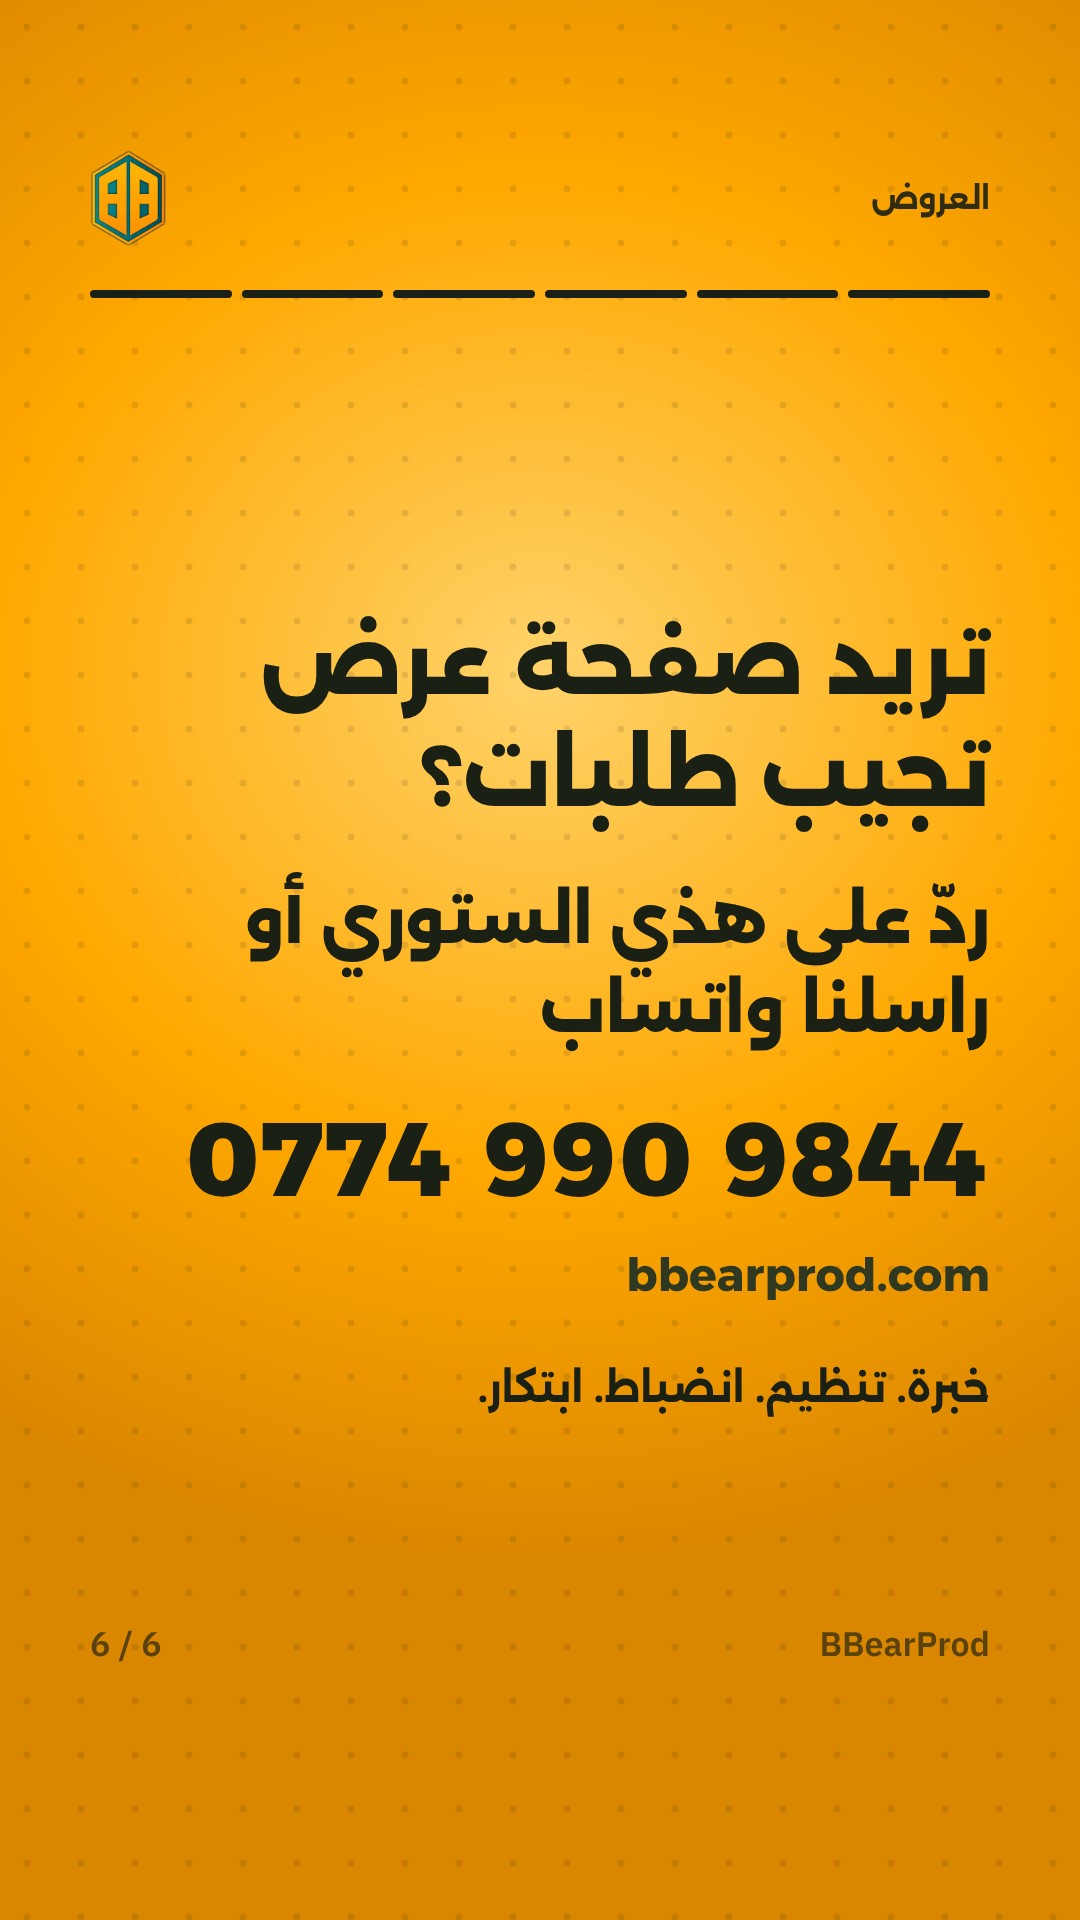 العروض
تريد صفحة عرض
تجيب طلبات؟
ردّ على هذي الستوري أو
راسلنا واتساب
0774 990 9844
bbearprod.com
خبرة. تنظيم. انضباط. ابتكار.
BBearProd
6 / 6